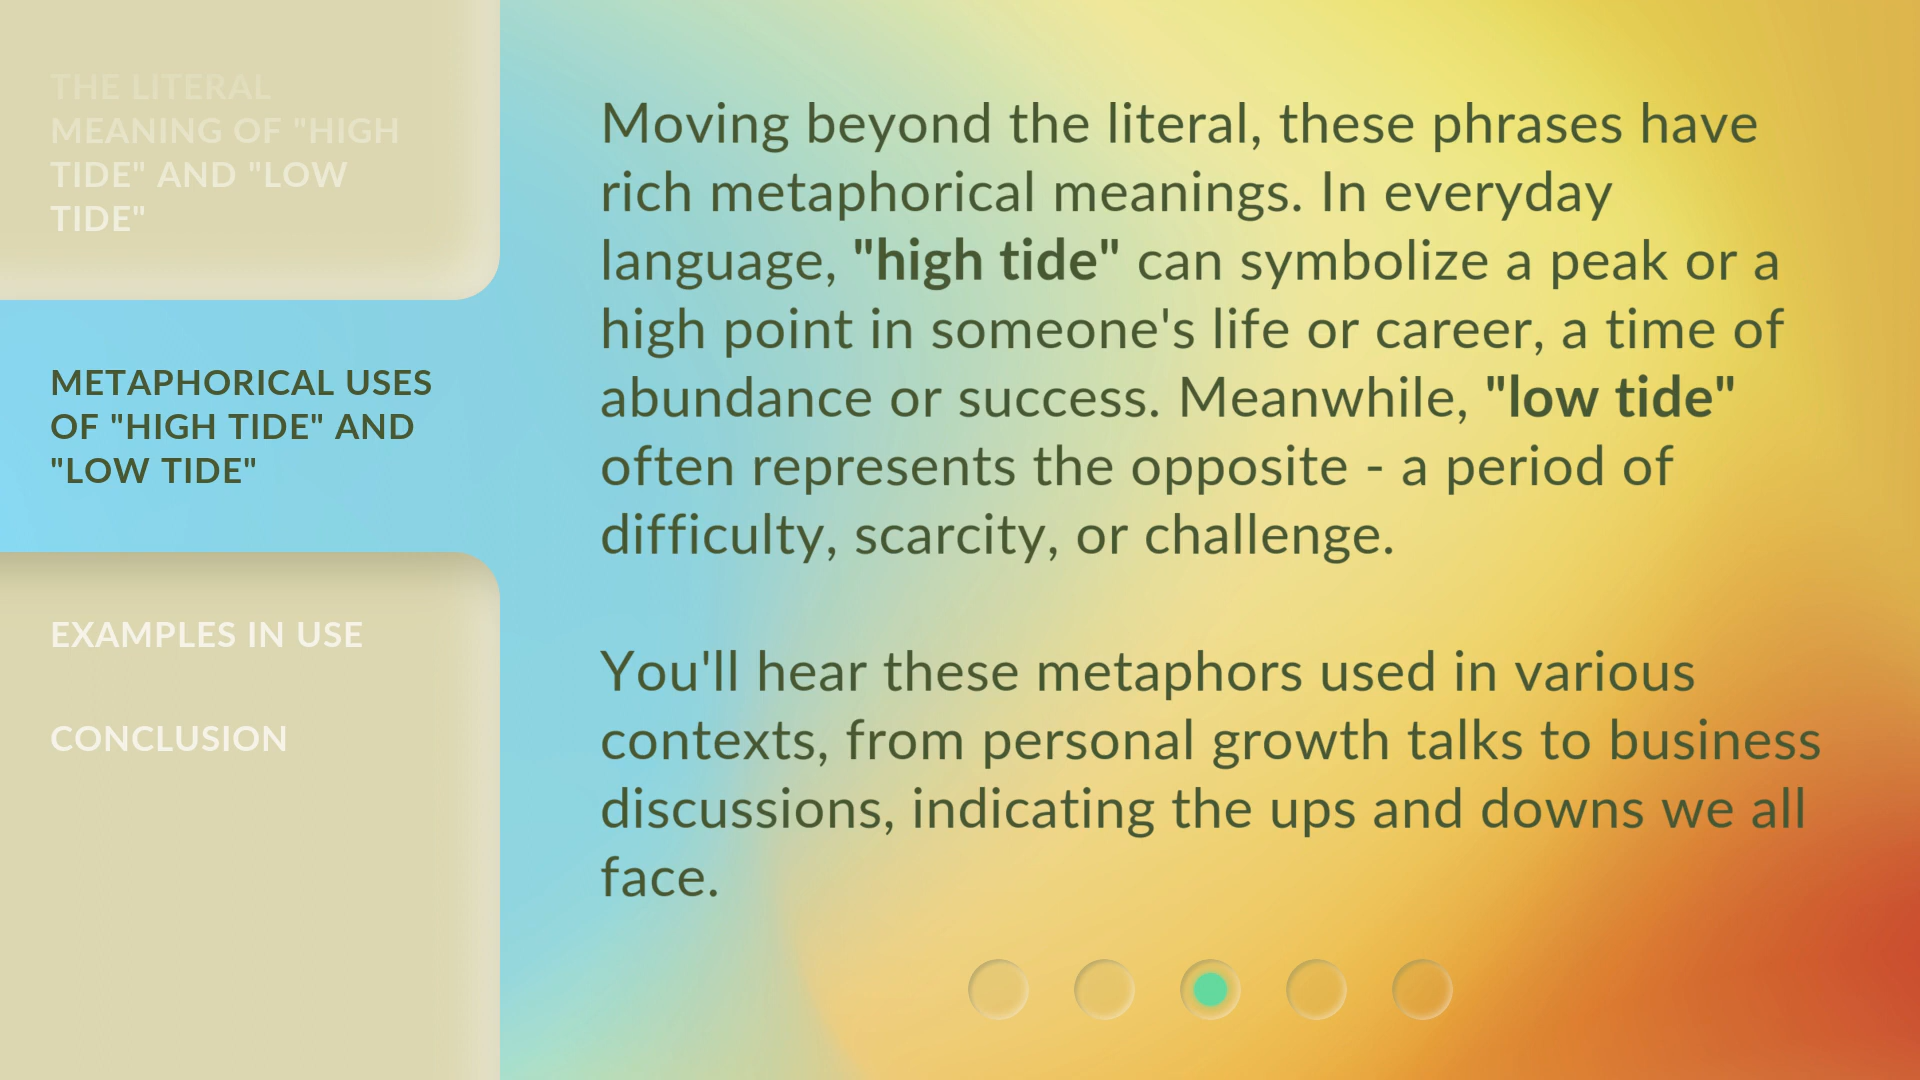 THE LITERAL
MEANING OF "HIGH
TIDE" AND "LOW
TIDE"
METAPHORICAL USES
OF "HIGH TIDE" AND
"LOW TIDE"
EXAMPLES IN USE
CONCLUSION
Moving beyond the literal, these phrases have
rich metaphorical meanings. In everyday
language, "high tide" can symbolize a peak or a
high point in someone's life or career, a time of
abundance or success. Meanwhile, "low tide"
often represents the opposite - a period of
difficulty, scarcity, or challenge.
You'll hear these metaphors used in various
contexts, from personal growth talks to business
discussions, indicating the ups and downs we all
face.